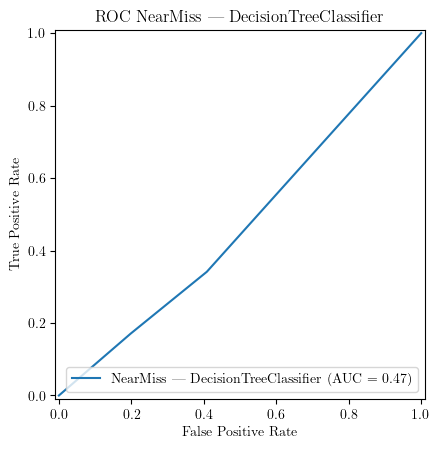 ROC NearMiss — DecisionTreeClassifier
1.0
0.8
0.6
0.4
0.2
0.0
True Positive Rate
NearMiss — DecisionTreeClassifier (AUC = 0.47)
0.0 0.2 0.4 0.6 0.8 1.0
False Positive Rate